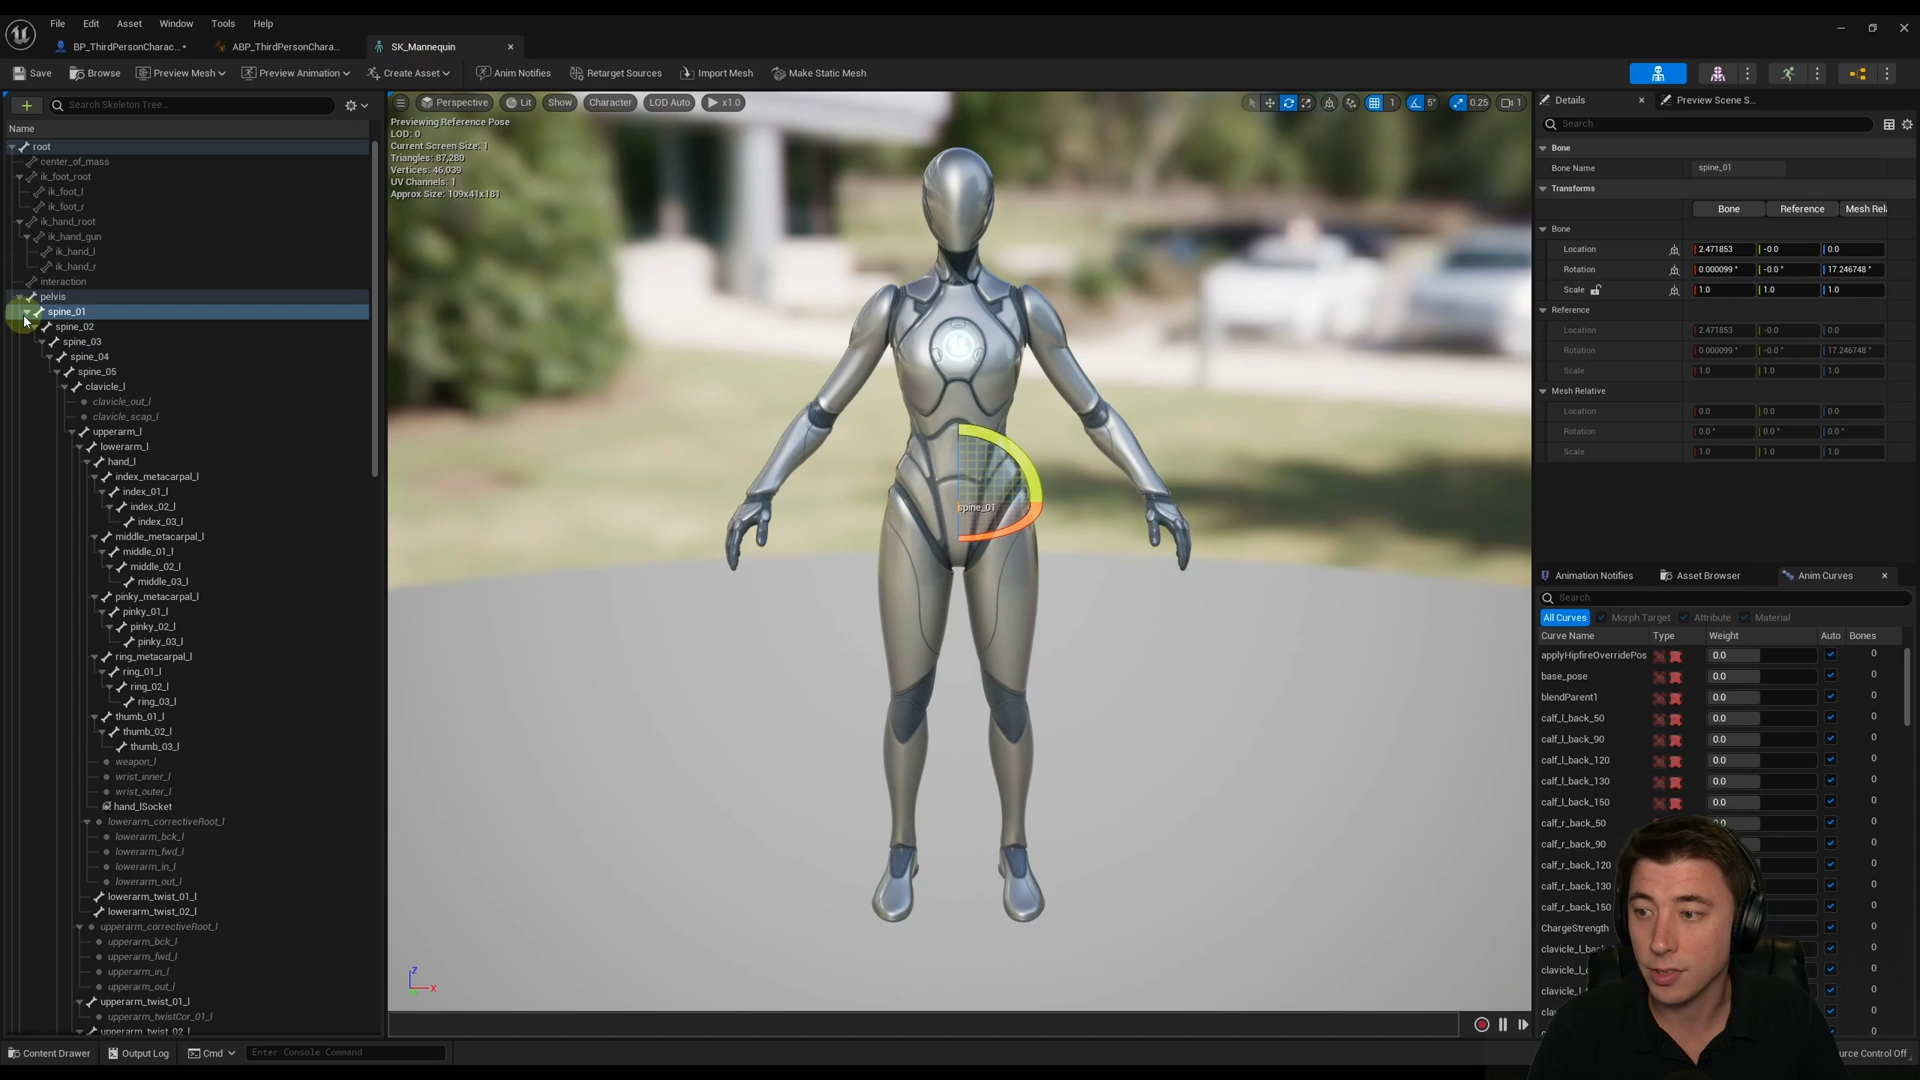 File Edit Asset Window Tools Help
BP_ThirdPersonCharac...• ABP_ThirdPersonChara... SK_Mannequin
Save Browse Preview Mesh Preview Animation Create Asset Anim Notifies Retarget Sources Import Mesh Make Static Mesh
Search Skeleton Tree...
Name
root
center_of_mass
ik_foot_root
ik_foot_l
ik_foot_r
ik_hand_root
ik_hand_gun
ik_hand_l
ik_hand_r
interaction
pelvis
spine_01
spine_02
spine_03
spine_04
spine_05
clavicle_l
clavicle_out_l
clavicle_scap_l
upperarm_l
lowerarm_l
hand_l
index_metacarpal_l
index_01_l
index_02_l
index_03_l
middle_metacarpal_l
middle_01_l
middle_02_l
middle_03_l
pinky_metacarpal_l
pinky_01_l
pinky_02_l
pinky_03_l
ring_metacarpal_l
ring_01_l
ring_02_l
ring_03_l
thumb_01_l
thumb_02_l
thumb_03_l
weapon_l
wrist_inner_l
wrist_outer_l
hand_lSocket
lowerarm_correctiveRoot_l
lowerarm_bck_l
lowerarm_fwd_l
lowerarm_in_l
lowerarm_out_l
lowerarm_twist_01_l
lowerarm_twist_02_l
upperarm_correctiveRoot_l
upperarm_bck_l
upperarm_fwd_l
upperarm_in_l
upperarm_out_l
upperarm_twist_01_l
upperarm_twistCor_01_l
upperarm_twist_02_l
Perspective Lit Show Character LOD Auto x1.0 1 5° 0.25 1
Previewing Reference Pose
LOD: 0
Current Screen Size: 1
Triangles: 87,280
Vertices: 46,039
UV Channels: 1
Approx Size: 109x41x181
spine_01
Z
X
Details Preview Scene S...
Search
Bone
Bone Name spine_01
Transforms
Bone Reference Mesh Rel
Bone
Location 2.471853 -0.0 0.0
Rotation 0.000099 ° -0.0 ° 17.246748 °
Scale 1.0 1.0 1.0
Reference
Location 2.471853 -0.0 0.0
Rotation 0.000099 ° -0.0 ° 17.246748 °
Scale 1.0 1.0 1.0
Mesh Relative
Location 0.0 0.0 0.0
Rotation 0.0 ° 0.0 ° 0.0 °
Scale 1.0 1.0 1.0
Animation Notifies Asset Browser Anim Curves
Search
All Curves Morph Target Attribute Material
Curve Name Type Weight Auto Bones
applyHipfireOverridePos 0.0 0
base_pose 0.0 0
blendParent1 0.0 0
calf_l_back_50 0.0 0
calf_l_back_90 0.0 0
calf_l_back_120 0.0 0
calf_l_back_130 0.0 0
calf_l_back_150 0.0 0
calf_r_back_50 0.0 0
calf_r_back_90 0
calf_r_back_120 0
calf_r_back_130 0
calf_r_back_150 0
ChargeStrength 0
clavicle_l_back 0
clavicle_l_ 0
clavicle_l_ 0
0
0
Content Drawer Output Log Cmd Enter Console Command urce Control Off